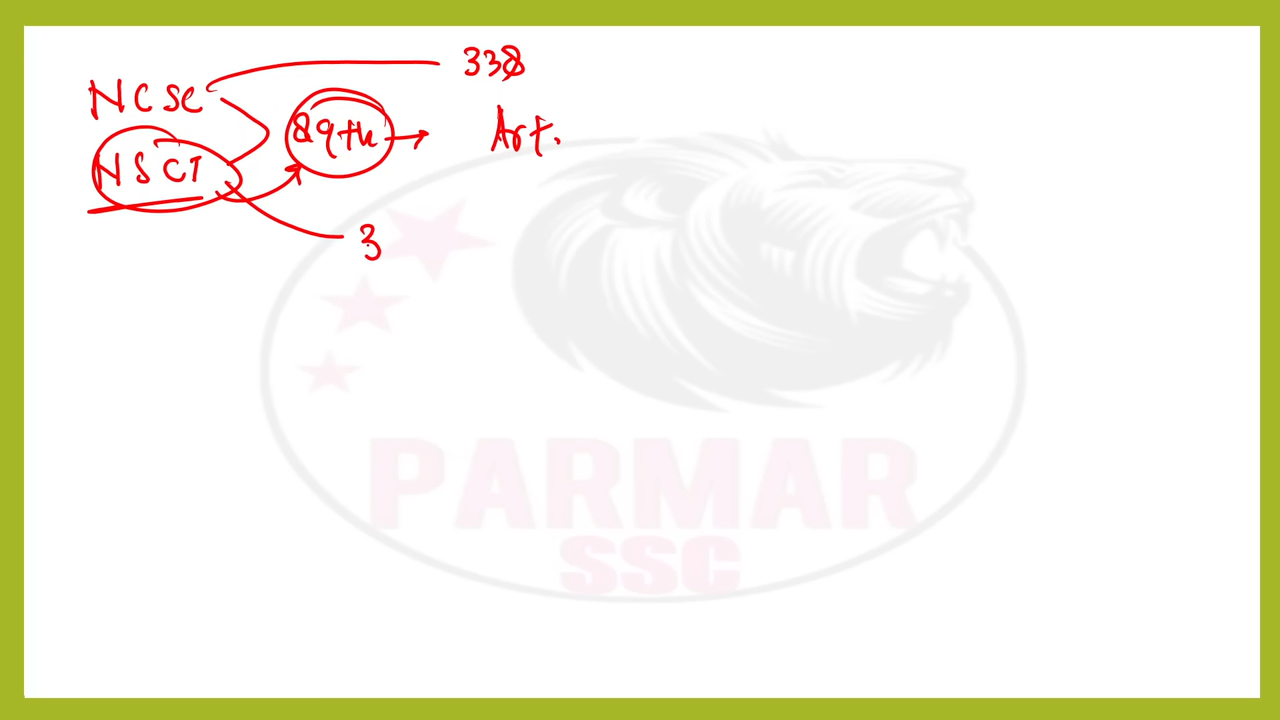 338
NCSC
89th → Art.
NSCT
3
PARMAR
SSC